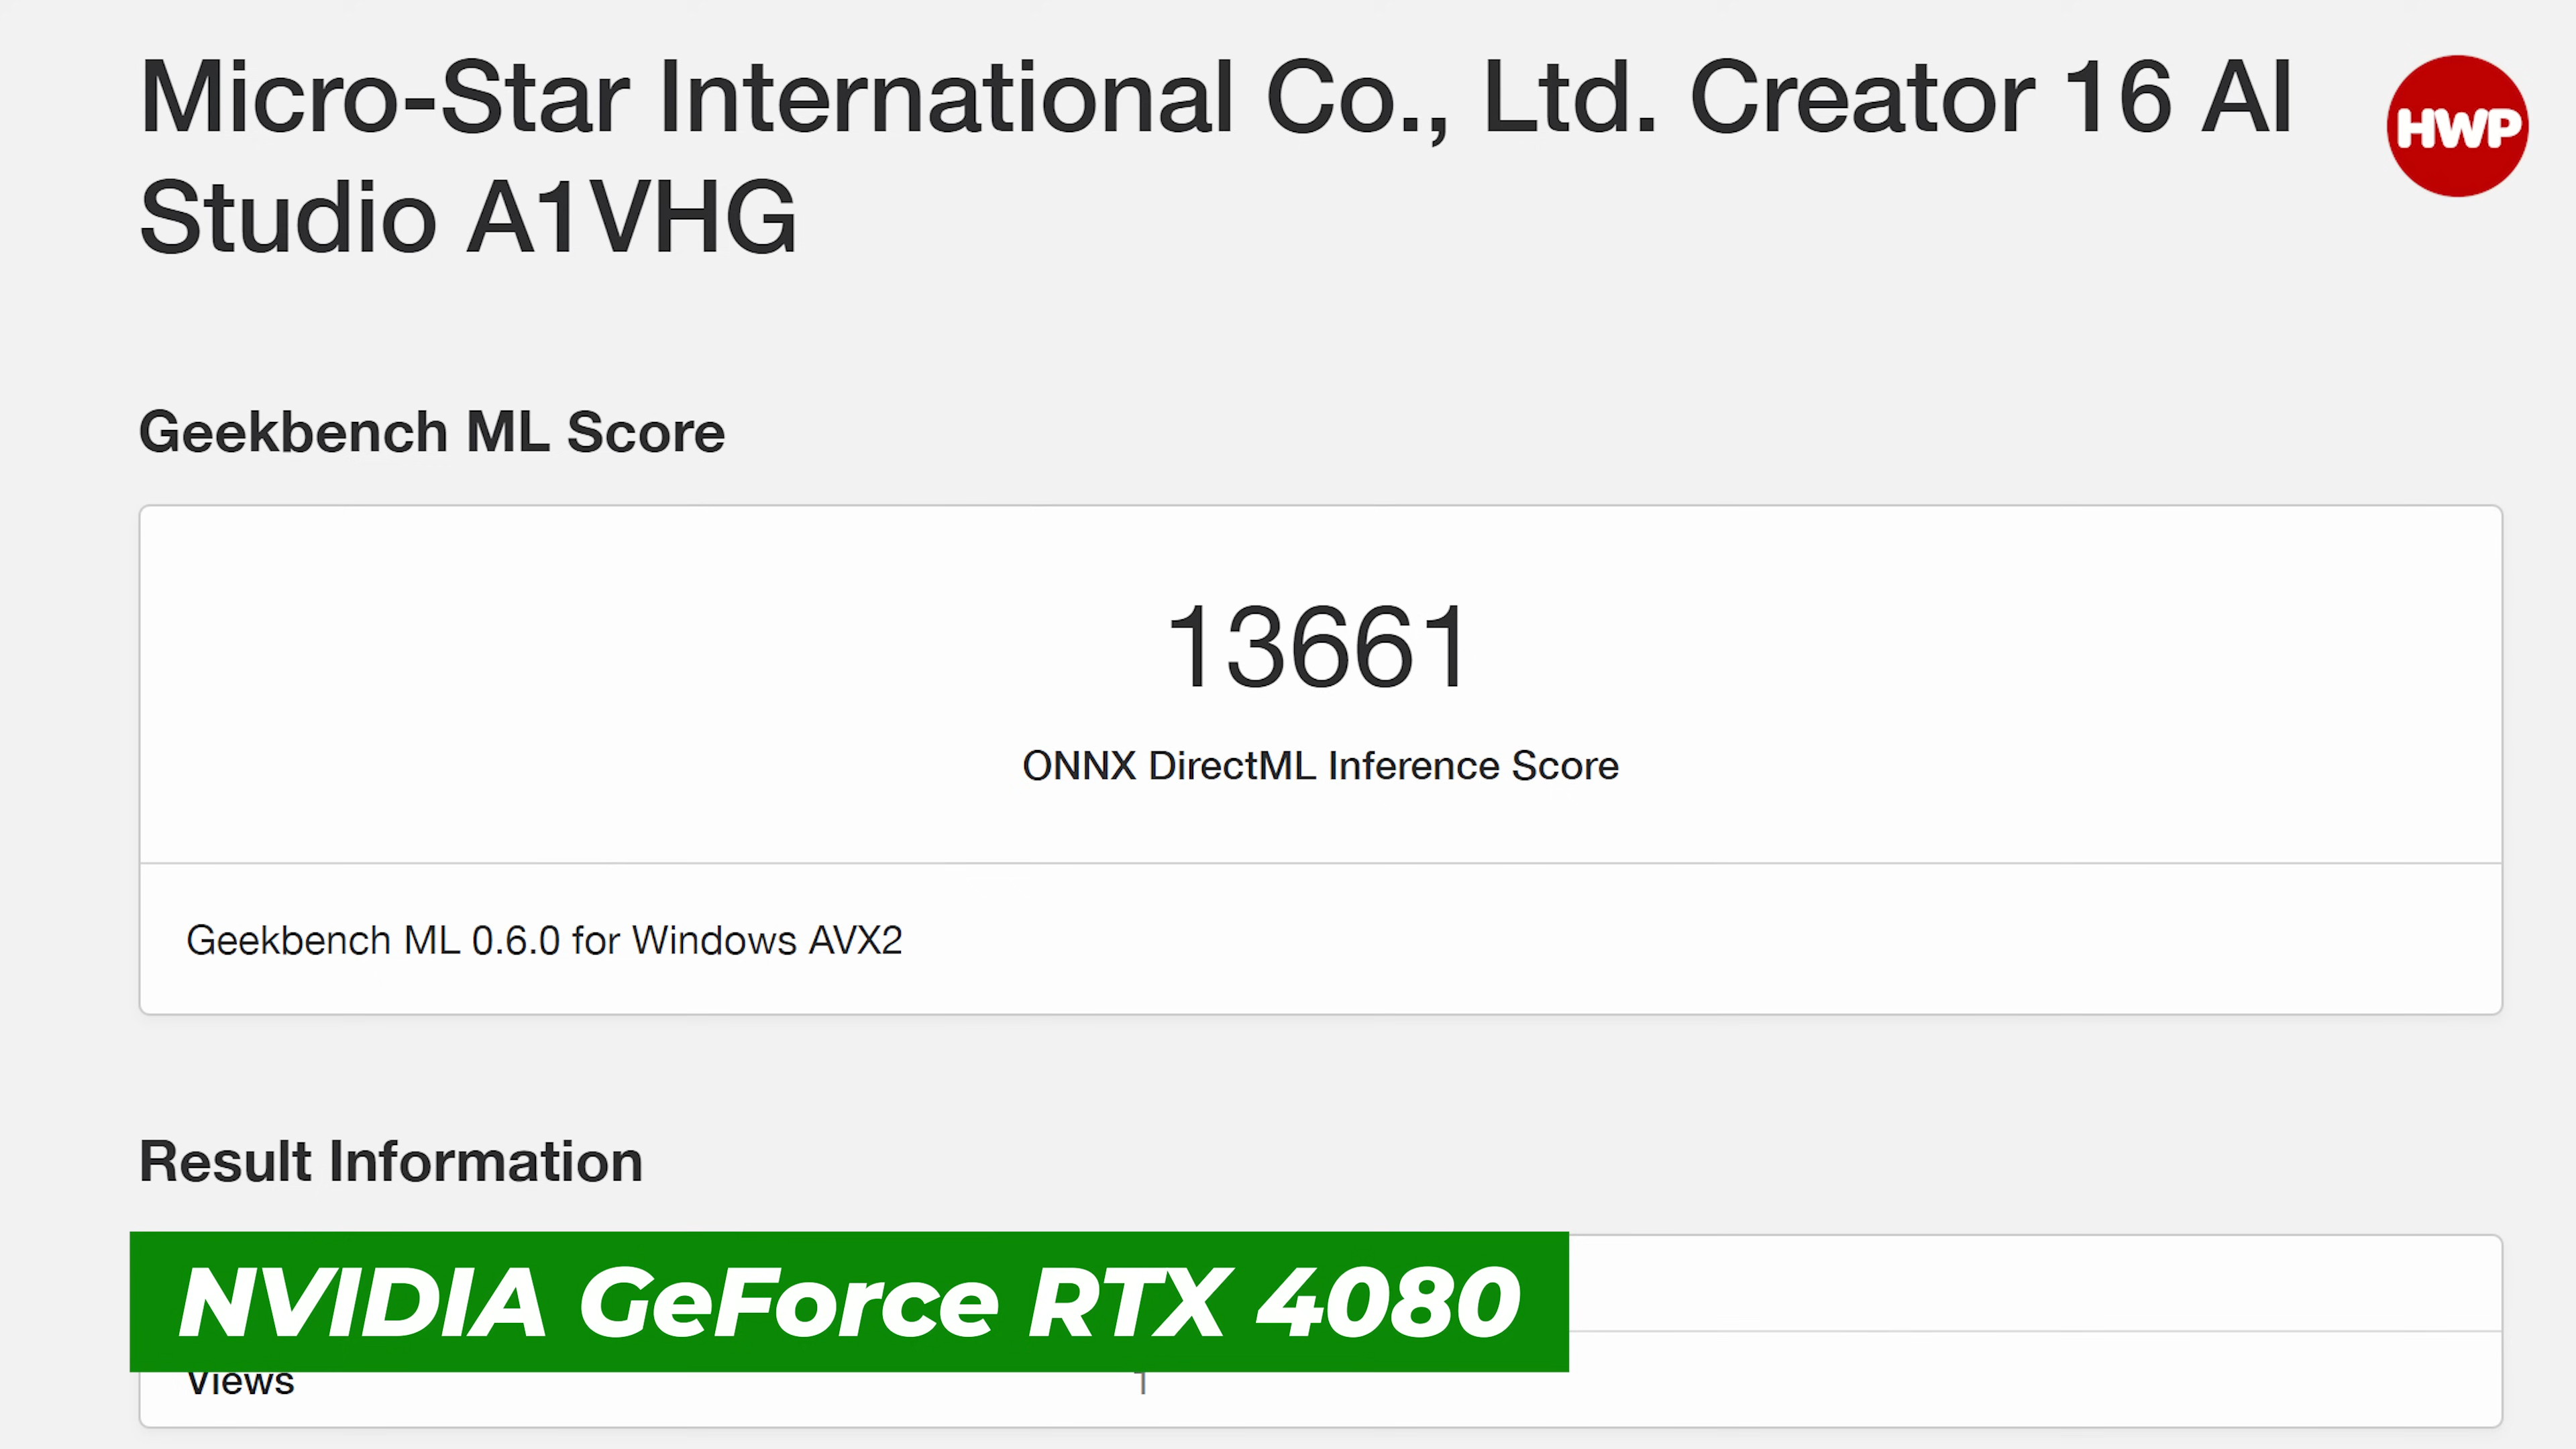 Micro-Star International Co., Ltd. Creator 16 AI
Studio A1VHG
HWP
Geekbench ML Score
13661
ONNX DirectML Inference Score
Geekbench ML 0.6.0 for Windows AVX2
Result Information
NVIDIA GeForce RTX 4080
Views 1